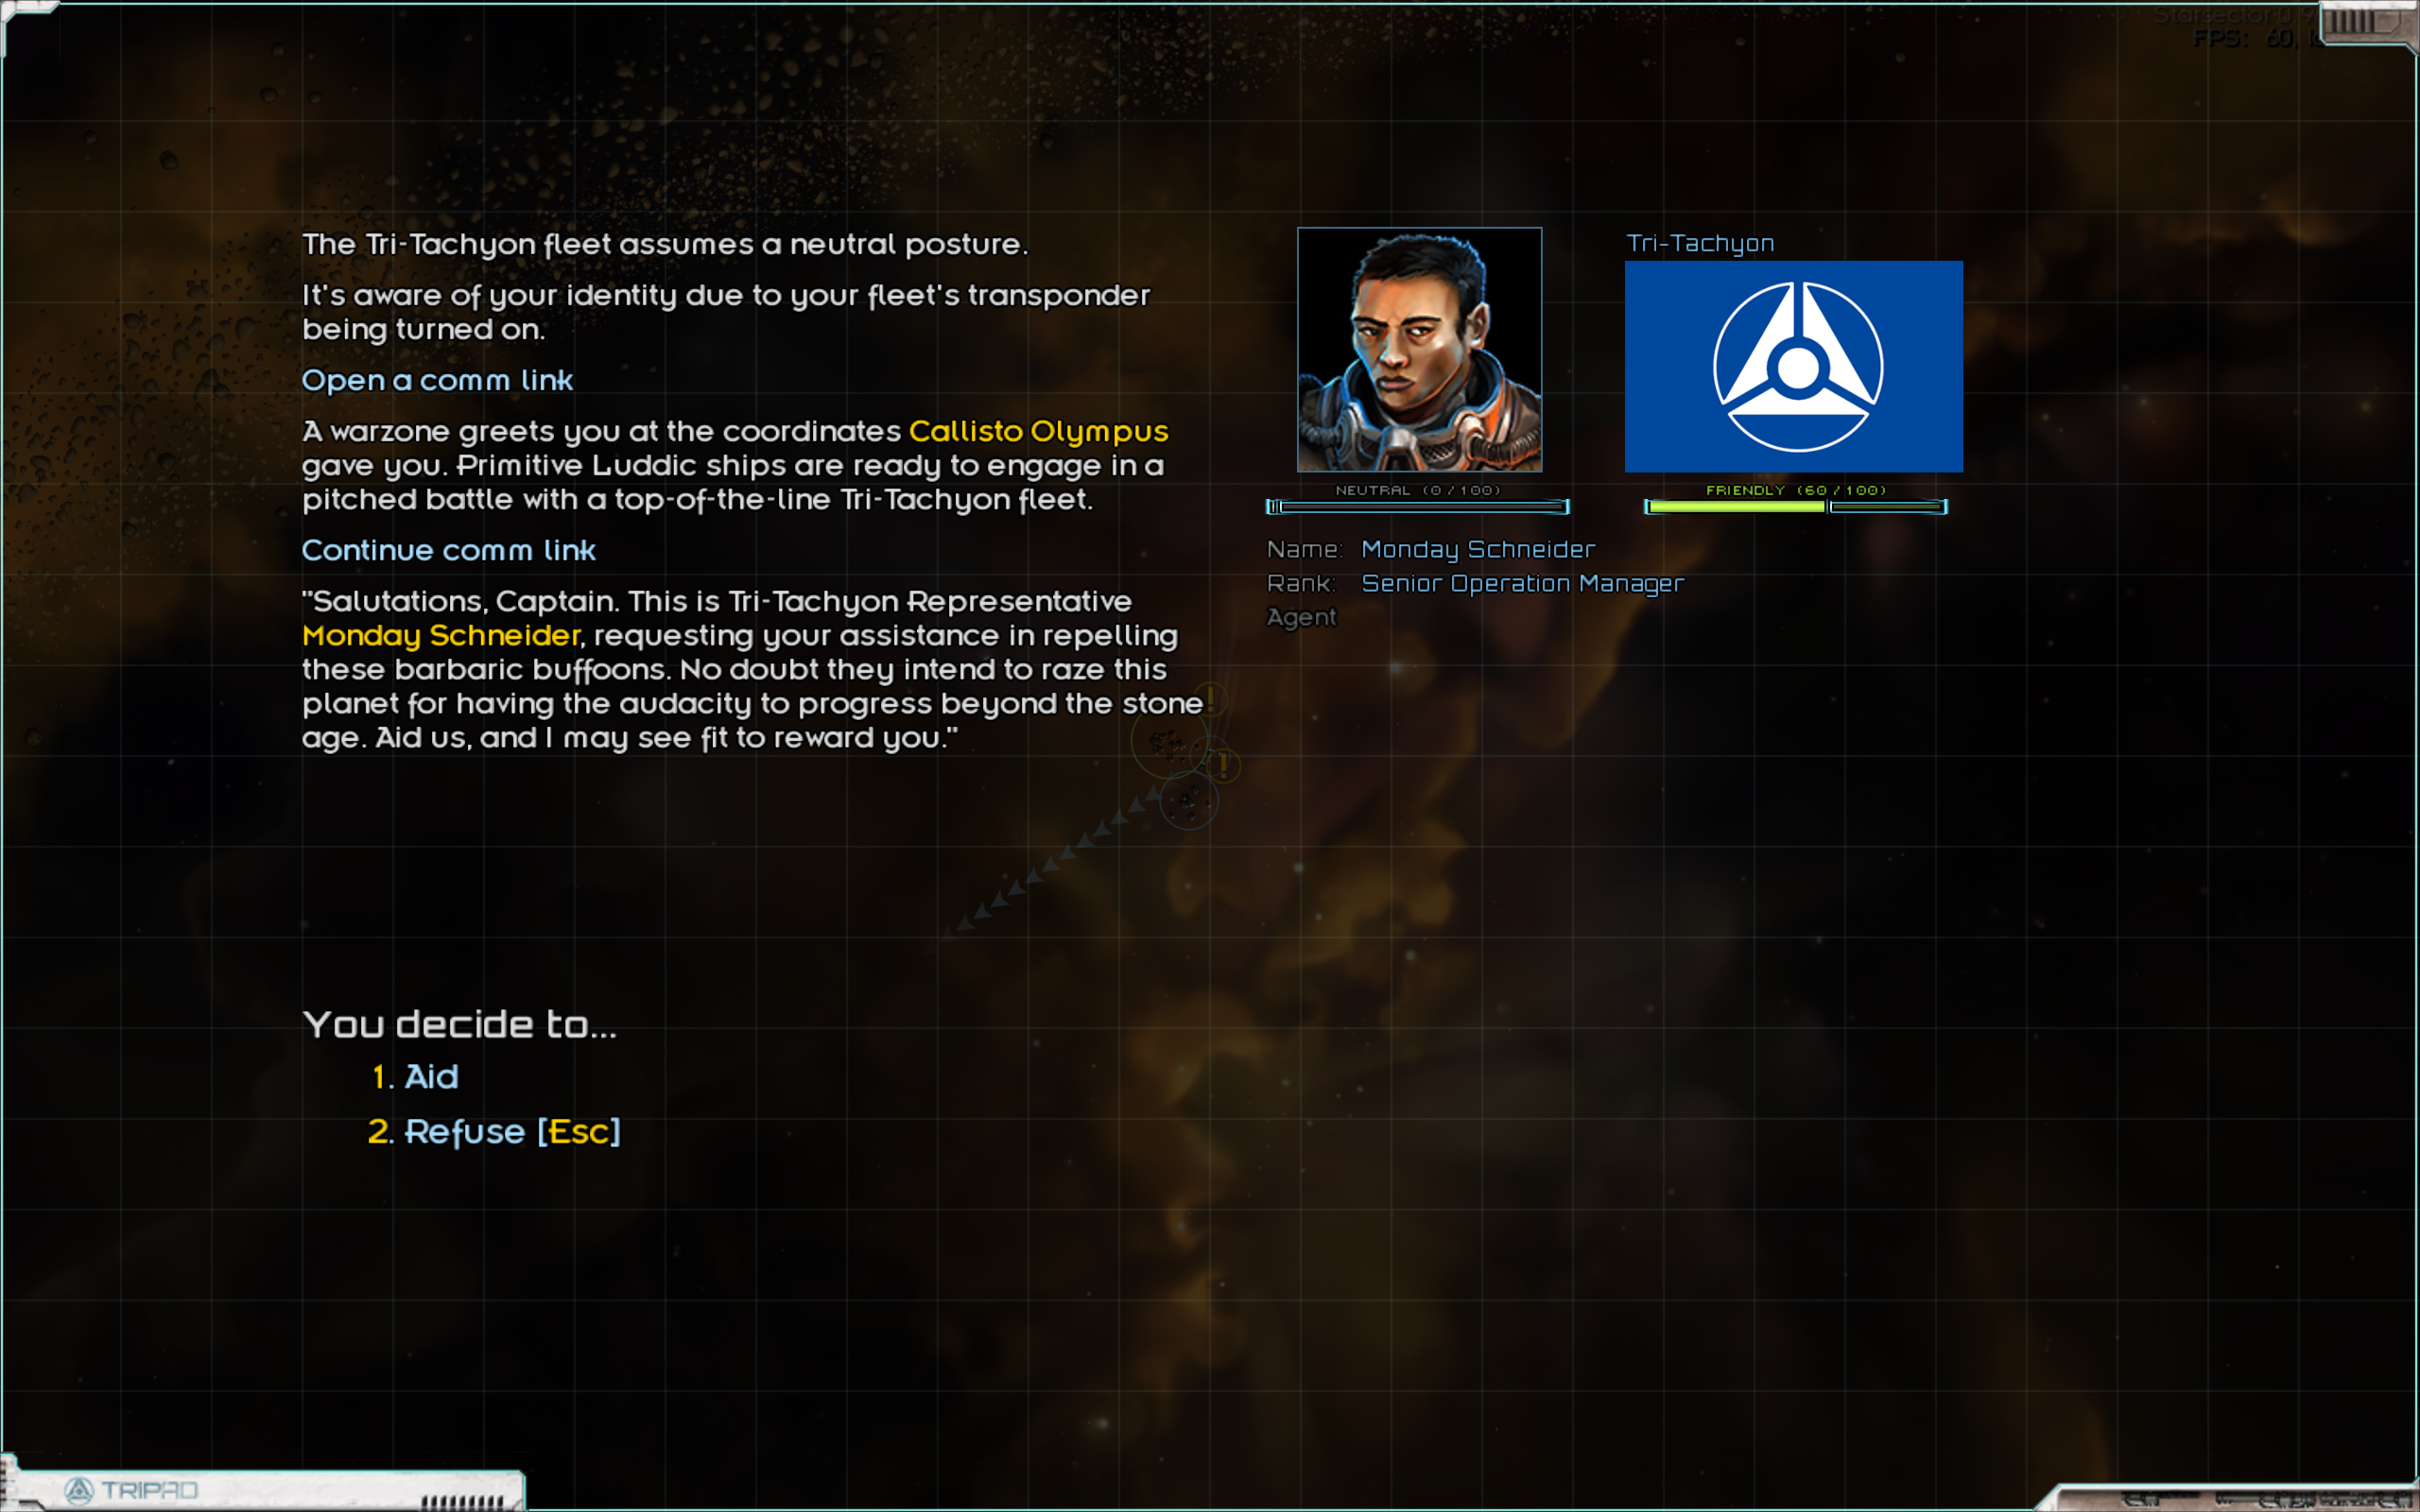 Starsector 0.9
FPS: 60,
The Tri-Tachyon fleet assumes a neutral posture.
It's aware of your identity due to your fleet's transponder
being turned on.
Open a comm link
A warzone greets you at the coordinates Callisto Olympus
gave you. Primitive Luddic ships are ready to engage in a
pitched battle with a top-of-the-line Tri-Tachyon fleet.
Continue comm link
"Salutations, Captain. This is Tri-Tachyon Representative
Monday Schneider, requesting your assistance in repelling
these barbaric buffoons. No doubt they intend to raze this
planet for having the audacity to progress beyond the stone
age. Aid us, and I may see fit to reward you."
Tri-Tachyon
NEUTRAL (0 / 100)
FRIENDLY (60 / 100)
Name: Monday Schneider
Rank: Senior Operation Manager
Agent
You decide to...
1. Aid
2. Refuse [Esc]
TRIPAD